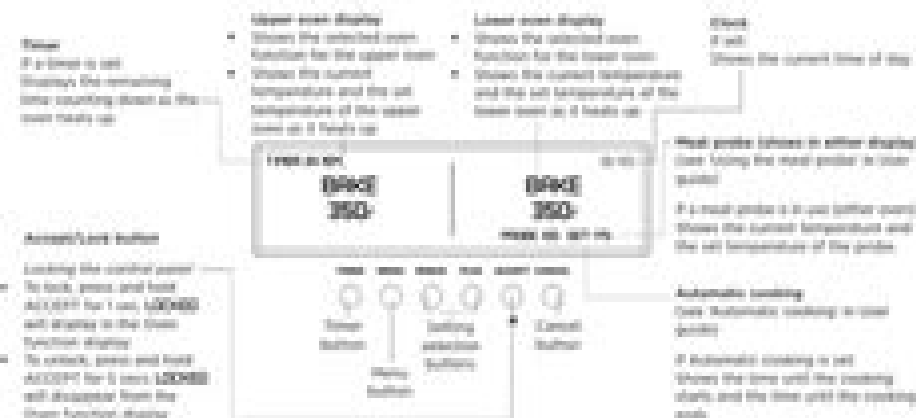 Timer
If a timer is set
Displays the remaining
time counting down as the
oven heats up
Upper oven display
• Shows the selected oven
function for the upper oven
• Shows the current
temperature and the set
temperature of the upper
oven as it heats up
Lower oven display
• Shows the selected oven
function for the lower oven
• Shows the current temperature
and the set temperature of the
lower oven as it heats up
Clock
If set
Shows the current time of day
BAKE
350
BAKE
350
Meat probe (shows in either display)
(see 'Using the meat probe' in User
guide)
If a meat probe is in use (either oven)
Shows the current temperature and
the set temperature of the probe.
Accept/Lock button
Locking the control panel
• To lock, press and hold
ACCEPT for 1 sec. LOCKED
will display in the Oven
function display
• To unlock, press and hold
ACCEPT for
LOCKED
will disappear from the
Oven function display
TIMER MENU
ACCEPT CANCEL
Timer
button
Menu
button
Setting
selection
buttons
Cancel
button
Automatic cooking
(see 'Automatic cooking' in User
guide)
If Automatic cooking is set
Shows the time until the cooking
starts and the time until the cooking
ends